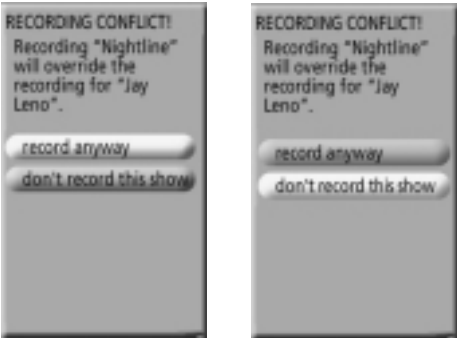 RECORDING CONFLICT!
Recording "Nightline"
will override the
recording for "Jay
Leno".
record anyway
don't record this show
RECORDING CONFLICT!
Recording "Nightline"
will override the
recording for "Jay
Leno".
record anyway
don't record this show